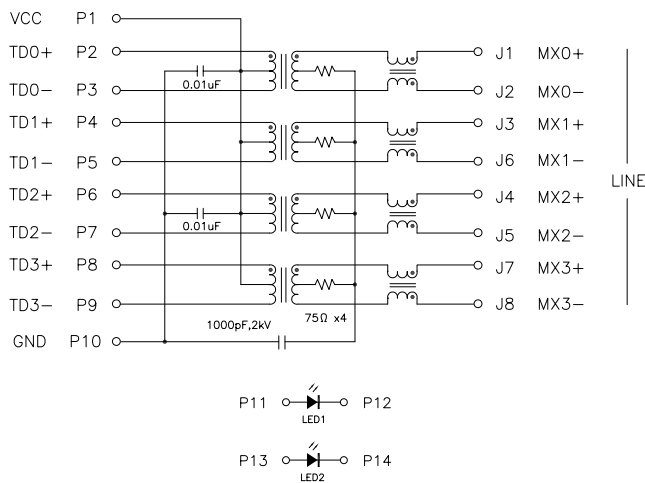 VCC P1
TD0+ P2 J1 MX0+
0.01uF
TD0- P3 J2 MX0-
TD1+ P4 J3 MX1+
TD1- P5 J6 MX1-
LINE
TD2+ P6 J4 MX2+
0.01uF
TD2- P7 J5 MX2-
TD3+ P8 J7 MX3+
TD3- P9 J8 MX3-
1000pF,2kV 75Ω x4
GND P10
P11 P12
LED1
P13 P14
LED2